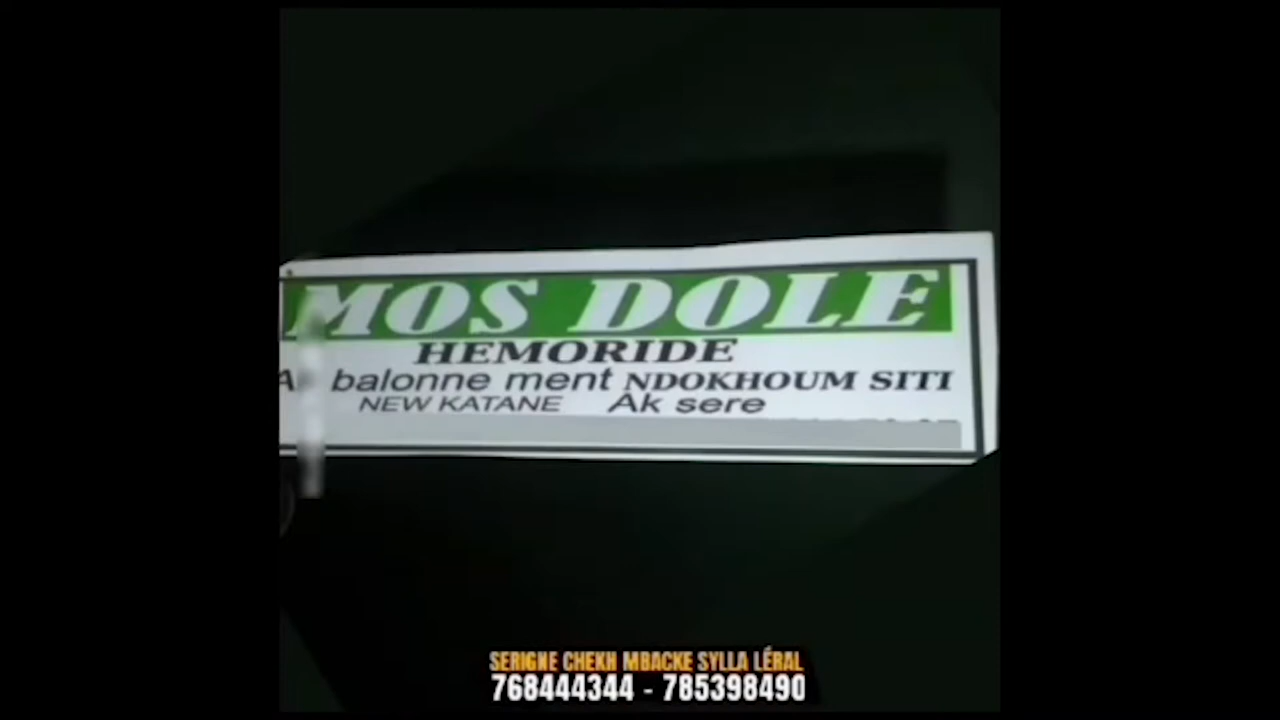 MOS DOLE
HEMORIDE
balonne ment NDOKHOUM SITI
NEW KATANE Ak sere
SERIGNE CHEKH MBACKE SYLLA LÉRAL
768444344 - 785398490